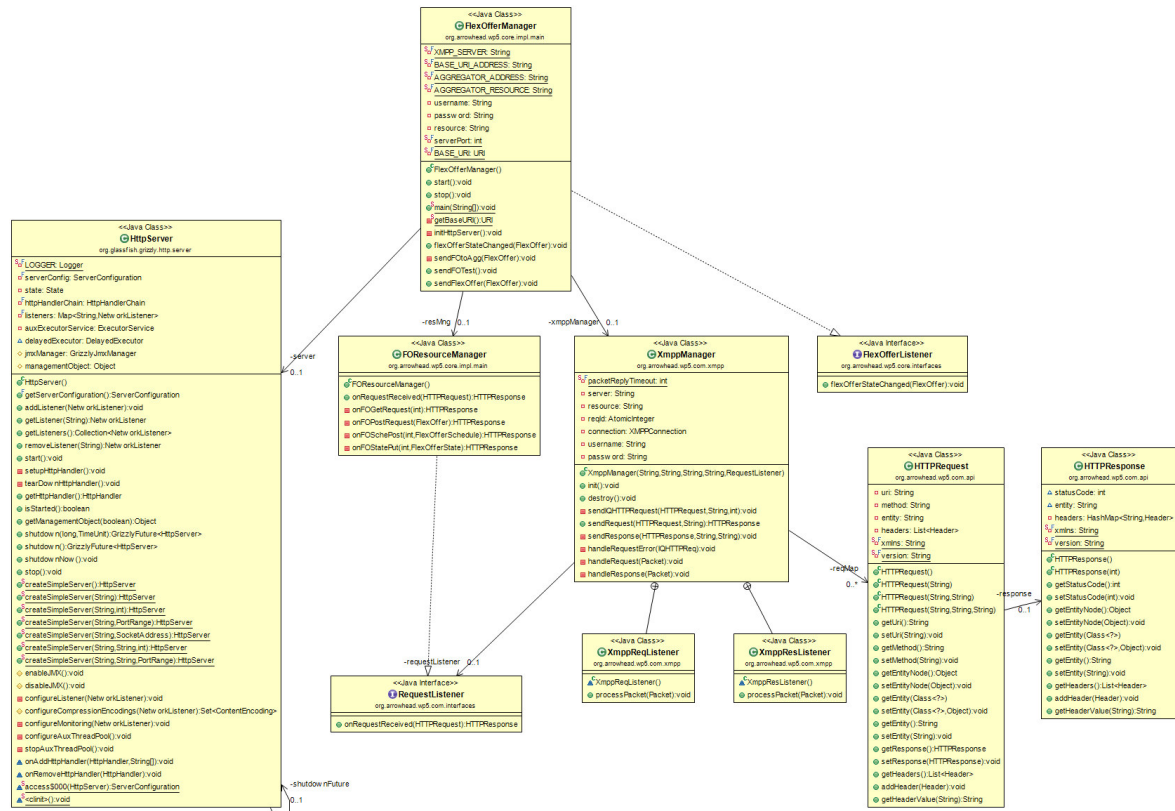 <<Java Class>>
FlexOfferManager
org.arrowhead.wp5.core.impl.main
XMPP_SERVER: String
BASE_URI_ADDRESS: String
AGGREGATOR_ADDRESS: String
AGGREGATOR_RESOURCE: String
username: String
password: String
resource: String
serverPort: int
BASE_URI: URI
FlexOfferManager()
start():void
stop():void
main(String[]):void
getBaseURI():URI
initHttpServer():void
flexOfferStateChanged(FlexOffer):void
sendFOtoAgg(FlexOffer):void
sendFOTest():void
sendFlexOffer(FlexOffer):void
<<Java Class>>
HttpServer
org.glassfish.grizzly.http.server
LOGGER: Logger
serverConfig: ServerConfiguration
state: State
httpHandlerChain: HttpHandlerChain
listeners: Map<String,NetworkListener>
auxExecutorService: ExecutorService
delayedExecutor: DelayedExecutor
jmxManager: GrizzlyJmxManager
managementObject: Object
HttpServer()
getServerConfiguration():ServerConfiguration
addListener(NetworkListener):void
getListener(String):NetworkListener
getListeners():Collection<NetworkListener>
removeListener(String):NetworkListener
start():void
setupHttpHandler():void
tearDownHttpHandler():void
getHttpHandler():HttpHandler
isStarted():boolean
getManagementObject(boolean):Object
shutdown(long,TimeUnit):GrizzlyFuture<HttpServer>
shutdown():GrizzlyFuture<HttpServer>
shutdownNow():void
stop():void
createSimpleServer():HttpServer
createSimpleServer(String):HttpServer
createSimpleServer(String,int):HttpServer
createSimpleServer(String,PortRange):HttpServer
createSimpleServer(String,SocketAddress):HttpServer
createSimpleServer(String,String,int):HttpServer
createSimpleServer(String,String,PortRange):HttpServer
enableJMX():void
disableJMX():void
configureListener(NetworkListener):void
configureCompressionEncodings(NetworkListener):Set<ContentEncoding>
configureMonitoring(NetworkListener):void
configureAuxThreadPool():void
stopAuxThreadPool():void
onAddHttpHandler(HttpHandler,String[]):void
onRemoveHttpHandler(HttpHandler):void
access$000(HttpServer):ServerConfiguration
<clinit>():void
-server
0..1
-shutdownFuture
0..1
-resMng
0..1
-xmppManager
0..1
<<Java Class>>
FOResourceManager
org.arrowhead.wp5.core.impl.main
FOResourceManager()
onRequestReceived(HTTPRequest):HTTPResponse
onFOGetRequest(int):HTTPResponse
onFOPostRequest(FlexOffer):HTTPResponse
onFOSchePost(int,FlexOfferSchedule):HTTPResponse
onFOStatePut(int,FlexOfferState):HTTPResponse
<<Java Class>>
XmppManager
org.arrowhead.wp5.com.xmpp
packetReplyTimeout: int
server: String
resource: String
reqId: AtomicInteger
connection: XMPPConnection
username: String
password: String
XmppManager(String,String,String,String,RequestListener)
init():void
destroy():void
sendIQHTTPRequest(HTTPRequest,String,int):void
sendRequest(HTTPRequest,String):HTTPResponse
sendResponse(HTTPResponse,String,String):void
handleRequestError(IQHTTPReq):void
handleRequest(Packet):void
handleResponse(Packet):void
<<Java Interface>>
FlexOfferListener
org.arrowhead.wp5.core.interfaces
flexOfferStateChanged(FlexOffer):void
-requestListener
0..1
<<Java Interface>>
RequestListener
org.arrowhead.wp5.com.interfaces
onRequestReceived(HTTPRequest):HTTPResponse
<<Java Class>>
XmppReqListener
org.arrowhead.wp5.com.xmpp
XmppReqListener()
processPacket(Packet):void
<<Java Class>>
XmppResListener
org.arrowhead.wp5.com.xmpp
XmppResListener()
processPacket(Packet):void
-reqMap
0..*
<<Java Class>>
HTTPRequest
org.arrowhead.wp5.com.api
uri: String
method: String
entity: String
headers: List<Header>
xmlns: String
version: String
HTTPRequest()
HTTPRequest(String)
HTTPRequest(String,String)
HTTPRequest(String,String,String)
getUri():String
setUri(String):void
getMethod():String
setMethod(String):void
getEntityNode():Object
setEntityNode(Object):void
getEntity(Class<?>)
setEntity(Class<?>,Object):void
getEntity():String
setEntity(String):void
getResponse():HTTPResponse
setResponse(HTTPResponse):void
getHeaders():List<Header>
addHeader(Header):void
getHeaderValue(String):String
-response
0..1
<<Java Class>>
HTTPResponse
org.arrowhead.wp5.com.api
statusCode: int
entity: String
headers: HashMap<String,Header>
xmlns: String
version: String
HTTPResponse()
HTTPResponse(int)
getStatusCode():int
setStatusCode(int):void
getEntityNode():Object
setEntityNode(Object):void
getEntity(Class<?>)
setEntity(Class<?>,Object):void
getEntity():String
setEntity(String):void
getHeaders():List<Header>
addHeader(Header):void
getHeaderValue(String):String